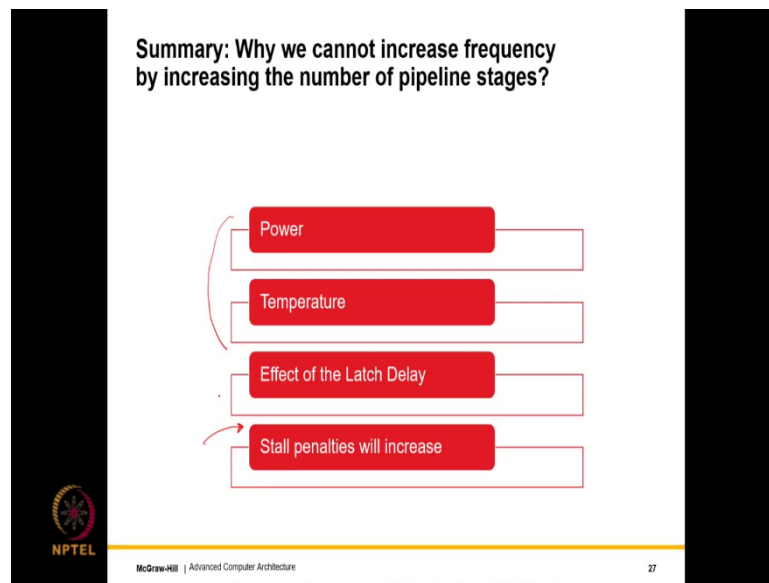 Summary: Why we cannot increase frequency
by increasing the number of pipeline stages?
Power
Temperature
Effect of the Latch Delay
Stall penalties will increase
NPTEL
McGraw-Hill | Advanced Computer Architecture
27